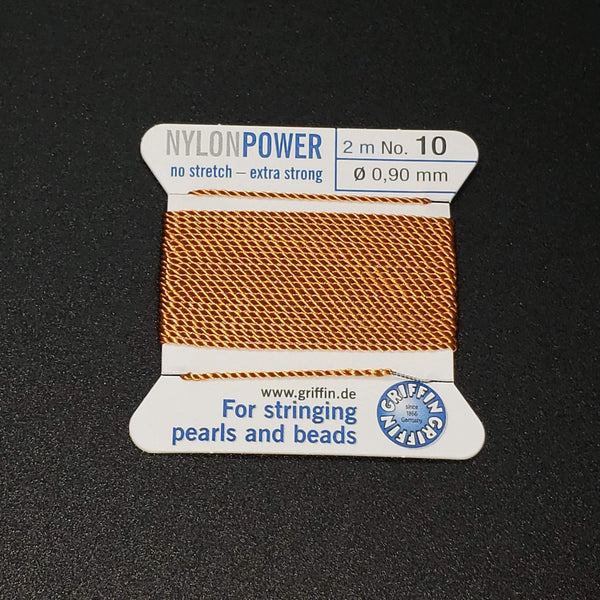 NYLONPOWER
no stretch – extra strong
2 m No. 10
Ø 0,90 mm
www.griffin.de
For stringing
pearls and beads
GRIFFIN GRIFFIN
since
1866
Germany